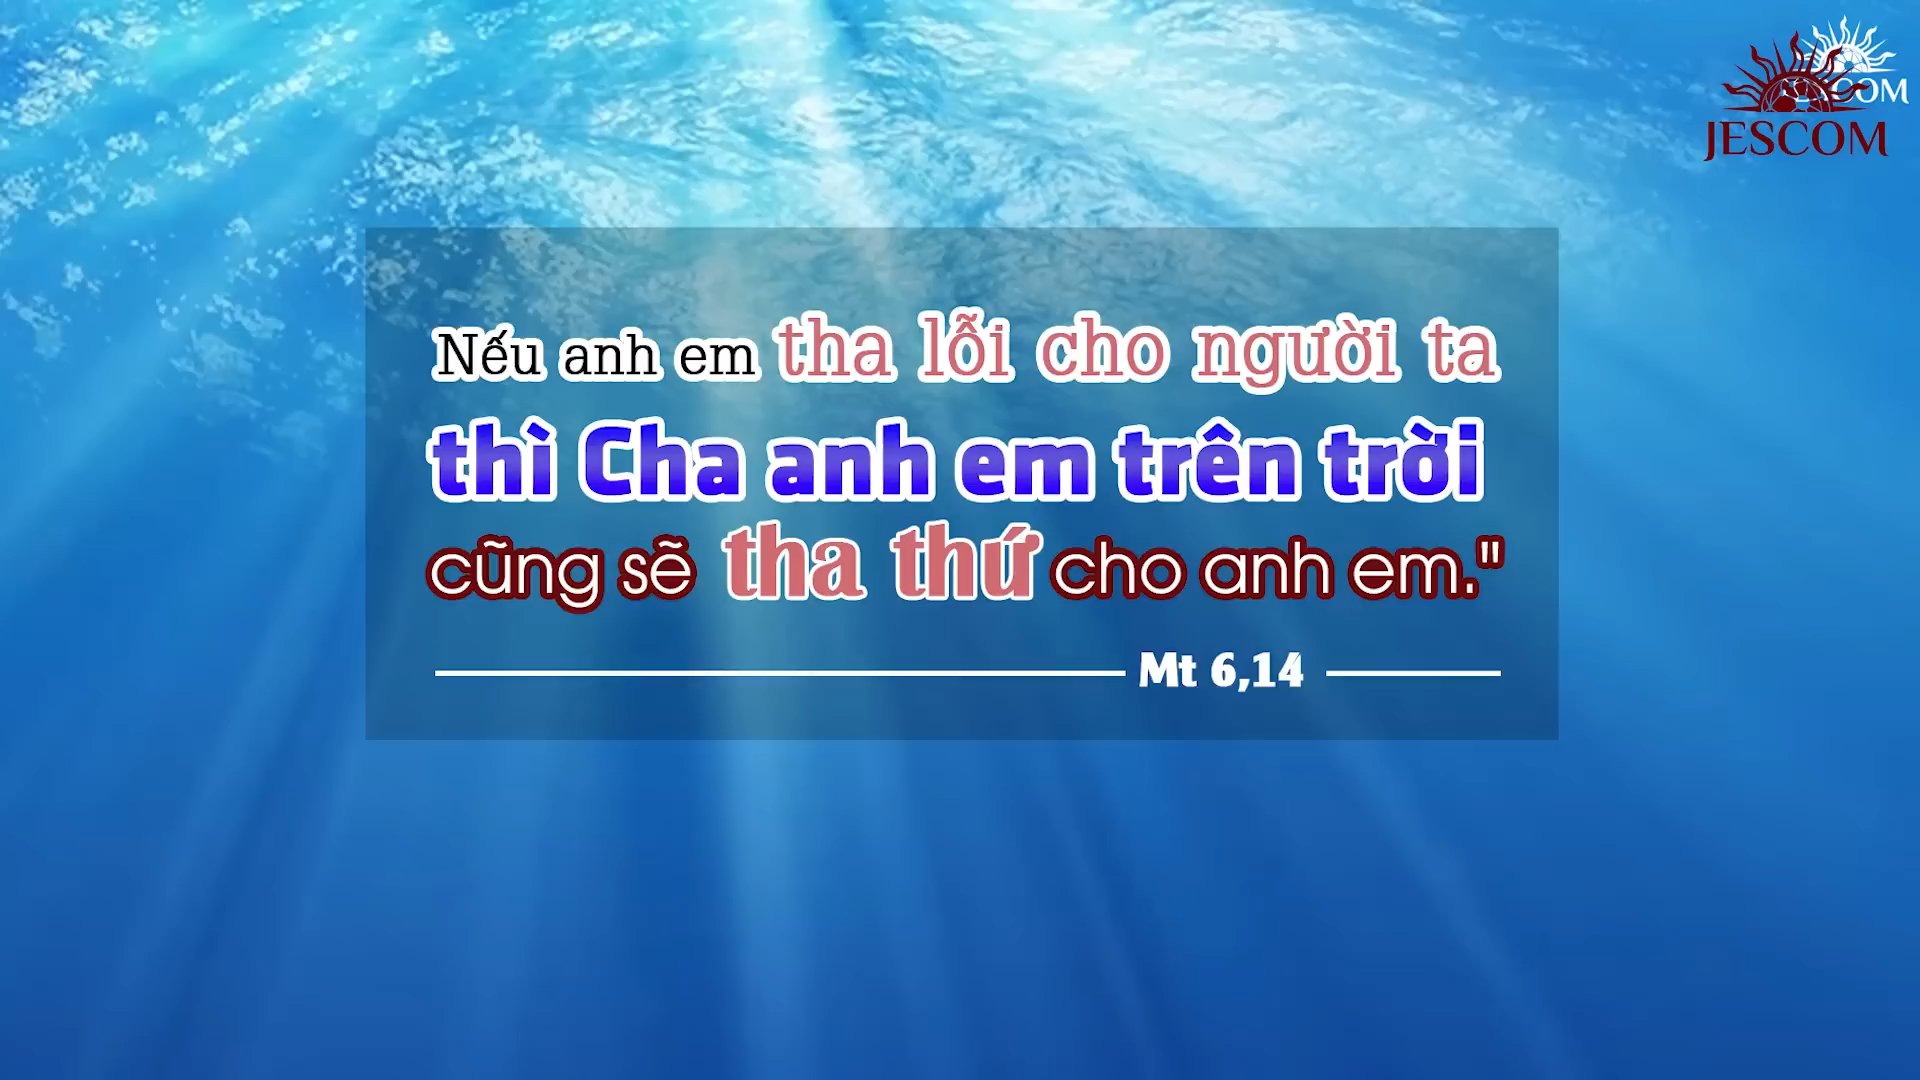 JESCOM
Nếu anh em tha lỗi cho người ta
thì Cha anh em trên trời
cũng sẽ tha thứ cho anh em."
Mt 6,14